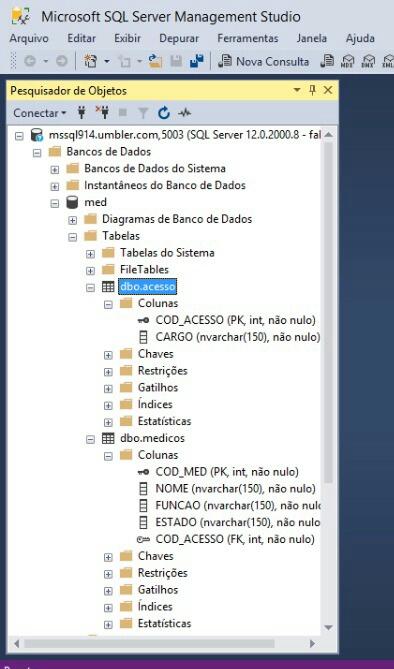 Microsoft SQL Server Management Studio
Arquivo Editar Exibir Depurar Ferramentas Janela Ajuda
Nova Consulta
Pesquisador de Objetos
Conectar
mssql914.umbler.com,5003 (SQL Server 12.0.2000.8 - fal
Bancos de Dados
Bancos de Dados do Sistema
Instantâneos do Banco de Dados
med
Diagramas de Banco de Dados
Tabelas
Tabelas do Sistema
FileTables
dbo.acesso
Colunas
COD_ACESSO (PK, int, não nulo)
CARGO (nvarchar(150), não nulo)
Chaves
Restrições
Gatilhos
Índices
Estatísticas
dbo.medicos
Colunas
COD_MED (PK, int, não nulo)
NOME (nvarchar(150), não nulo)
FUNCAO (nvarchar(150), não nulo
ESTADO (nvarchar(150), não nulo)
COD_ACESSO (FK, int, não nulo)
Chaves
Restrições
Gatilhos
Índices
Estatísticas